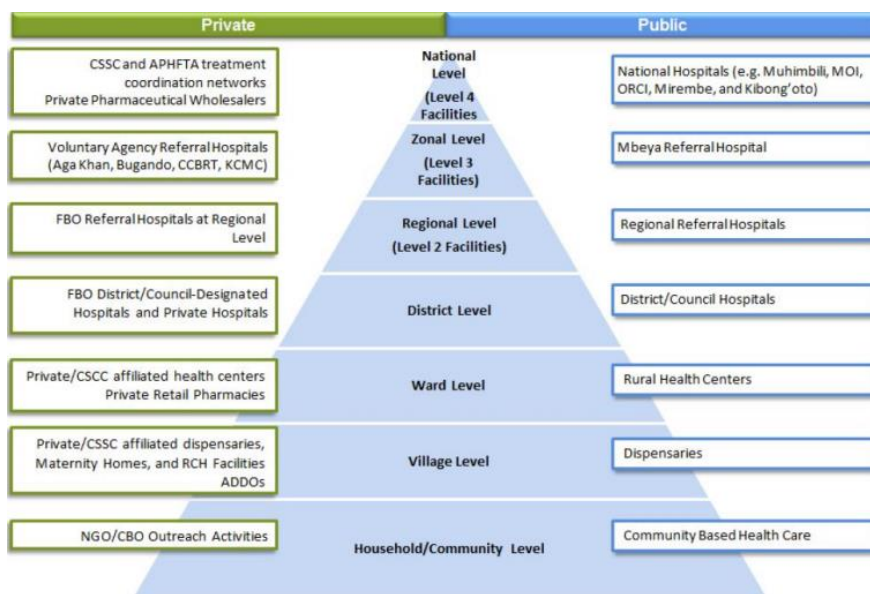 Private
Public
CSSC and APHFTA treatment
coordination networks
Private Pharmaceutical Wholesalers
National
Level
(Level 4
Facilities
National Hospitals (e.g. Muhimbili, MOI,
ORCI, Mirembe, and Kibong'oto)
Voluntary Agency Referral Hospitals
(Aga Khan, Bugando, CCBRT, KCMC)
Zonal Level
(Level 3
Facilities)
Mbeya Referral Hospital
FBO Referral Hospitals at Regional
Level
Regional Level
(Level 2 Facilities)
Regional Referral Hospitals
FBO District/Council-Designated
Hospitals and Private Hospitals
District Level
District/Council Hospitals
Private/CSCC affiliated health centers
Private Retail Pharmacies
Ward Level
Rural Health Centers
Private/CSSC affiliated dispensaries,
Maternity Homes, and RCH Facilities
ADDOs
Village Level
Dispensaries
NGO/CBO Outreach Activities
Household/Community Level
Community Based Health Care